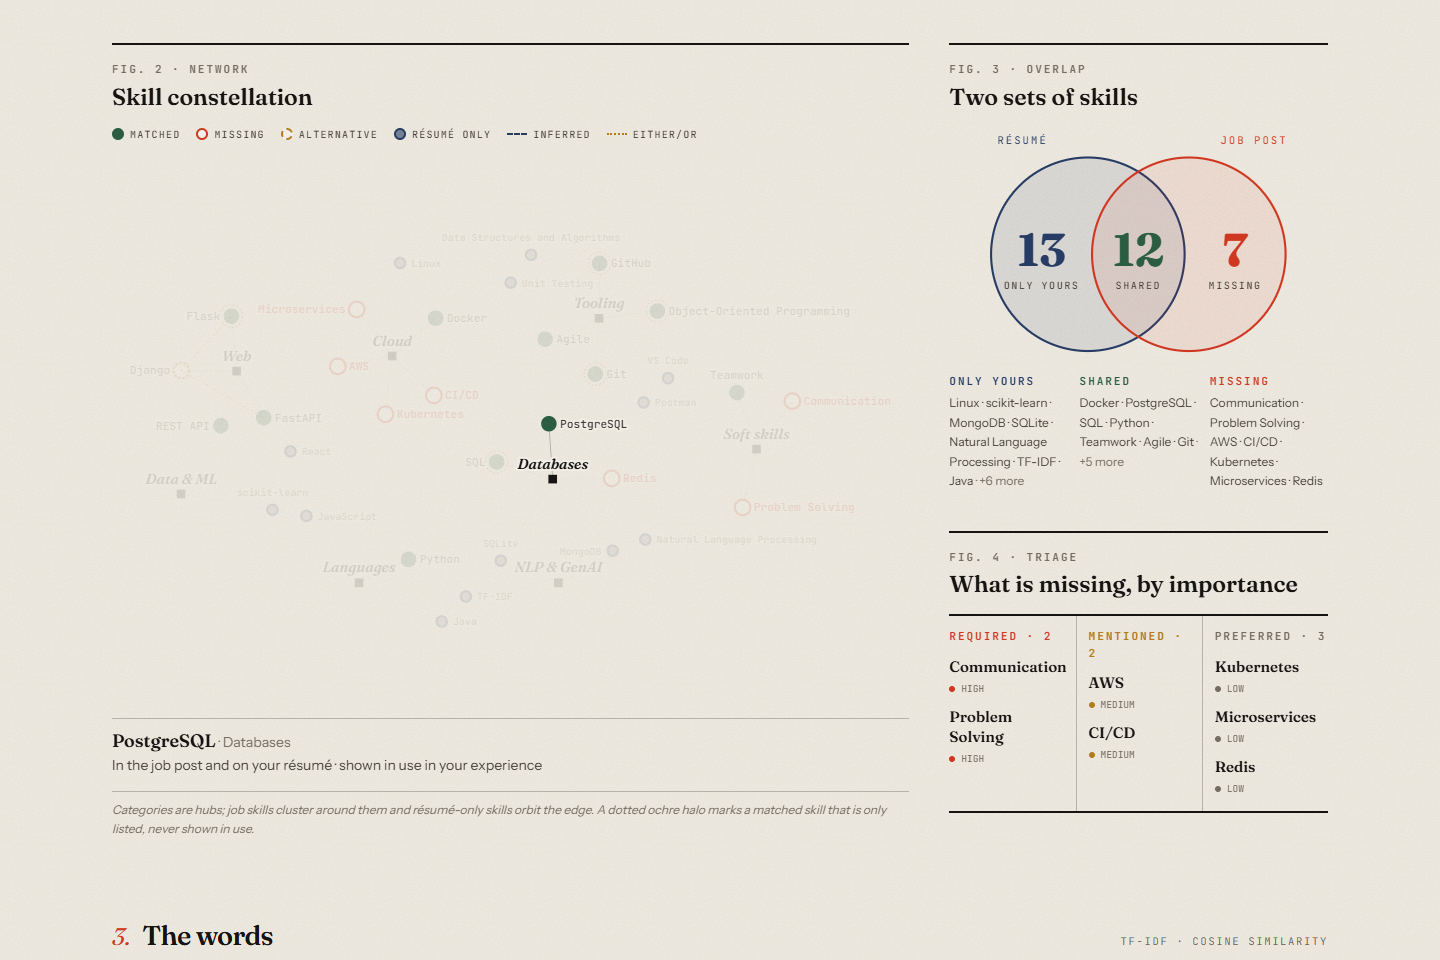 FIG. 2 · NETWORK
Skill constellation
MATCHED
MISSING
ALTERNATIVE
RÉSUMÉ ONLY
INFERRED
EITHER/OR
Data Structures and Algorithms
Linux
GitHub
Unit Testing
Tooling
Flask
Microservices
Docker
Object-Oriented Programming
Cloud
Agile
Web
VS Code
Django
AWS
Git
Teamwork
CI/CD
Postman
Communication
Kubernetes
FastAPI
REST API
PostgreSQL
Soft skills
React
SQL
Databases
Data & ML
Redis
scikit-learn
JavaScript
Problem Solving
SQLite
MongoDB
Natural Language Processing
Python
Languages
NLP & GenAI
TF-IDF
Java
PostgreSQL · Databases
In the job post and on your résumé · shown in use in your experience
Categories are hubs; job skills cluster around them and résumé-only skills orbit the edge. A dotted ochre halo marks a matched skill that is only
listed, never shown in use.
FIG. 3 · OVERLAP
Two sets of skills
RÉSUMÉ
JOB POST
13
12
7
ONLY YOURS
SHARED
MISSING
ONLY YOURS
Linux · scikit-learn ·
MongoDB · SQLite ·
Natural Language
Processing · TF-IDF ·
Java · +6 more
SHARED
Docker · PostgreSQL ·
SQL · Python ·
Teamwork · Agile · Git ·
+5 more
MISSING
Communication ·
Problem Solving ·
AWS · CI/CD ·
Kubernetes ·
Microservices · Redis
FIG. 4 · TRIAGE
What is missing, by importance
REQUIRED · 2
Communication
HIGH
Problem
Solving
HIGH
MENTIONED ·
2
AWS
MEDIUM
CI/CD
MEDIUM
PREFERRED · 3
Kubernetes
LOW
Microservices
LOW
Redis
LOW
3. The words
TF-IDF · COSINE SIMILARITY